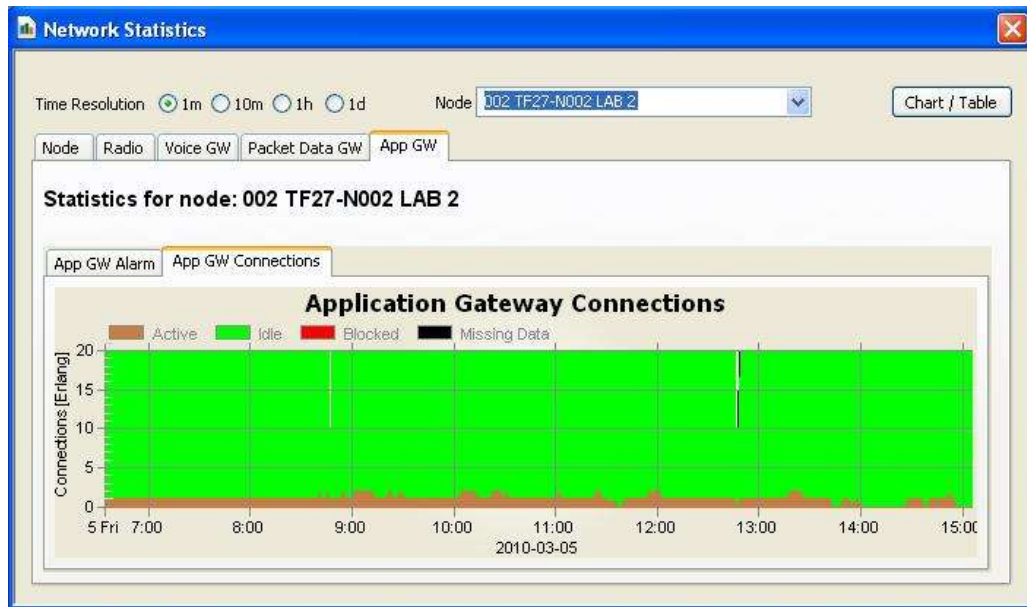 Network Statistics
Time Resolution 1m 10m 1h 1d Node 002 TF27-N002 LAB 2 Chart / Table
Node Radio Voice GW Packet Data GW App GW
Statistics for node: 002 TF27-N002 LAB 2
App GW Alarm App GW Connections
Application Gateway Connections
Active Idle Blocked Missing Data
Connections [Erlang]
20
15
10
5
0
5 Fri 7:00 8:00 9:00 10:00 11:00 12:00 13:00 14:00 15:00
2010-03-05